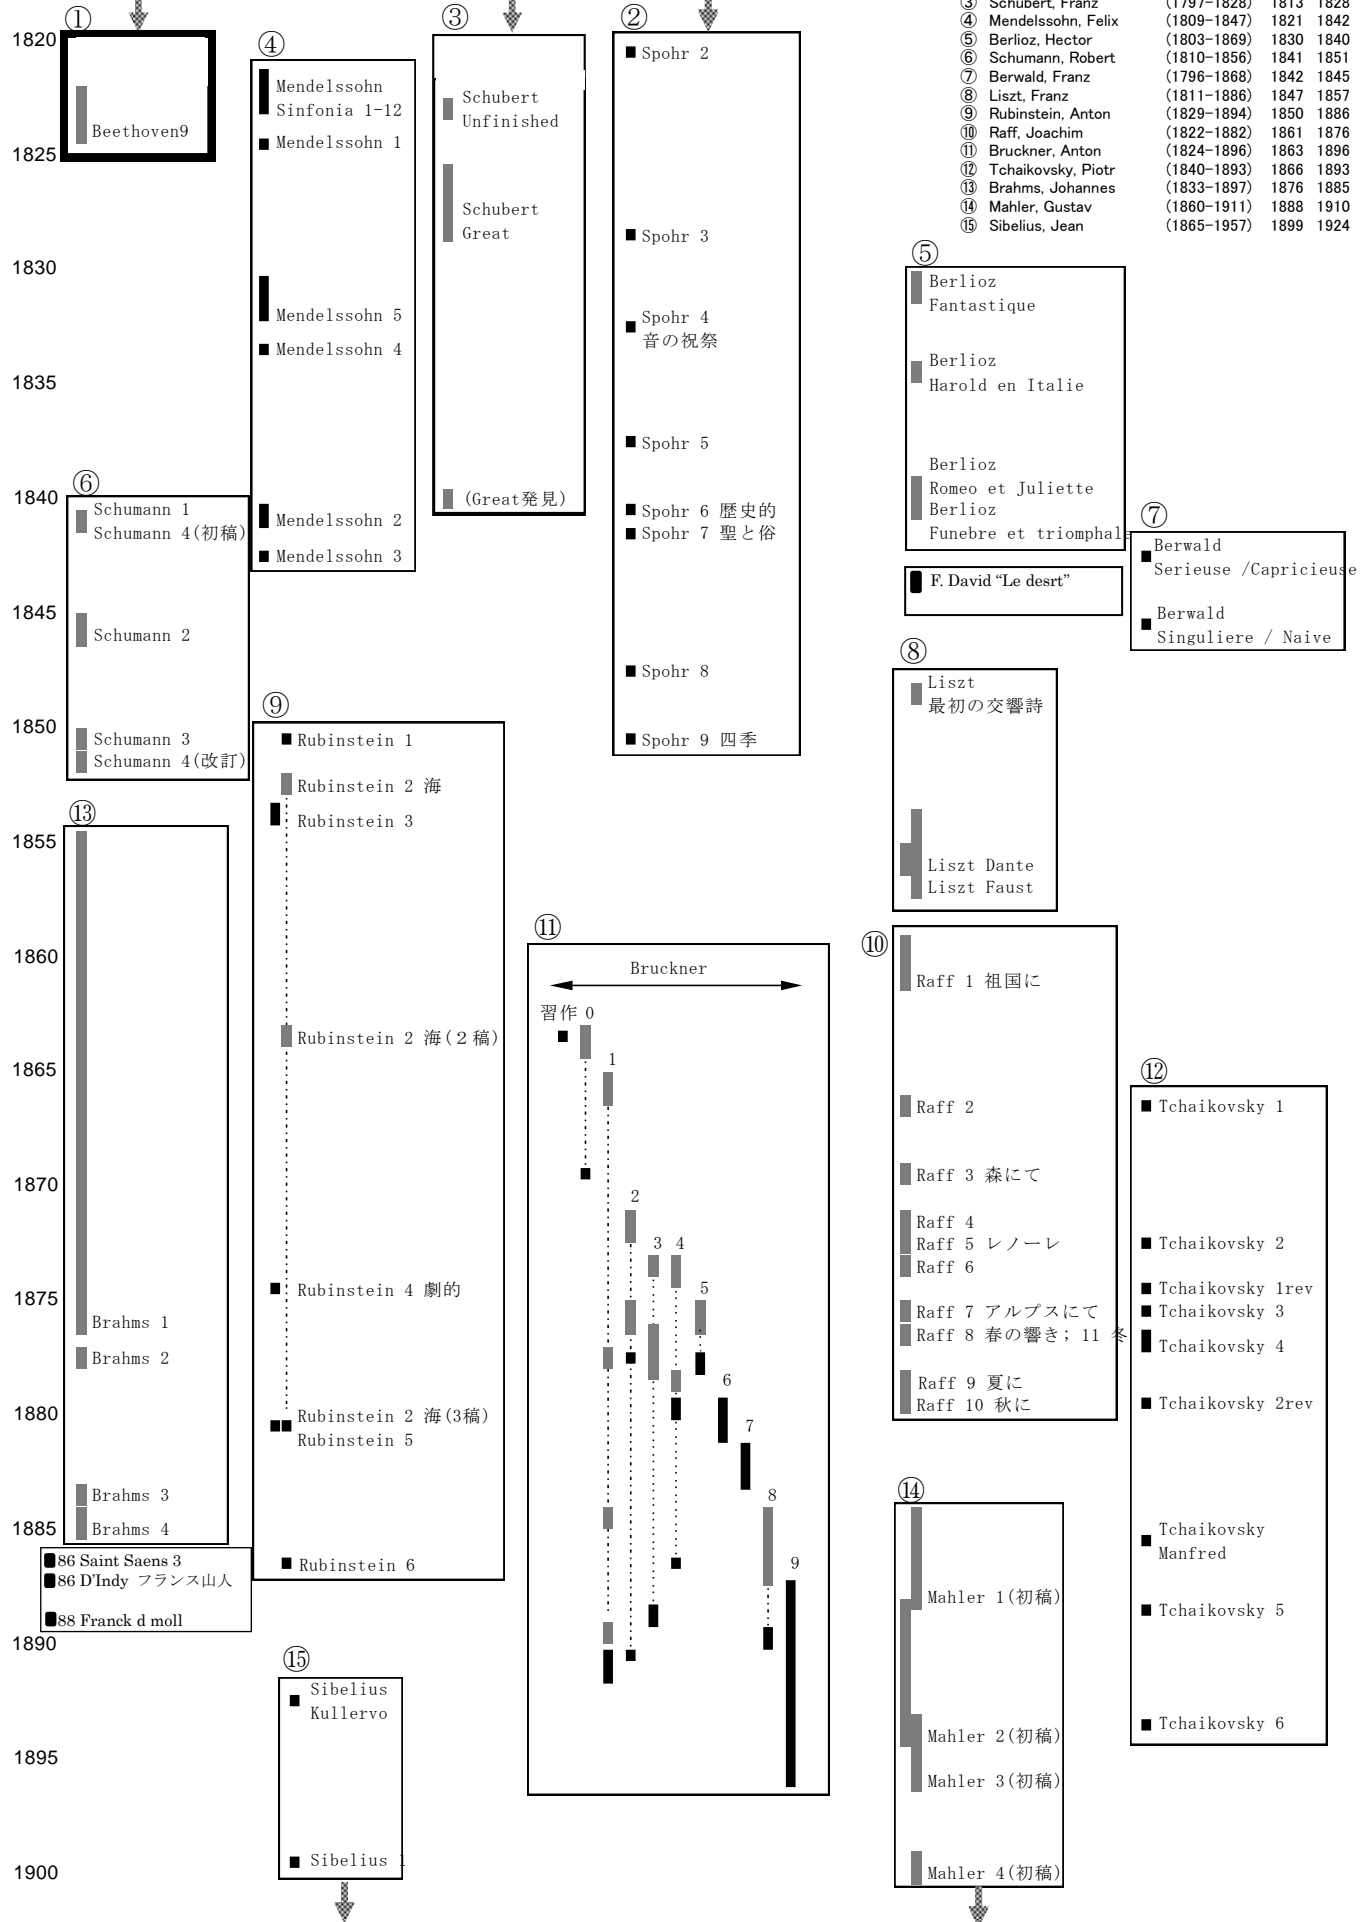 ③ Schubert, Franz (1797-1828) 1813 1828
④ Mendelssohn, Felix (1809-1847) 1821 1842
⑤ Berlioz, Hector (1803-1869) 1830 1840
⑥ Schumann, Robert (1810-1856) 1841 1851
⑦ Berwald, Franz (1796-1868) 1842 1845
⑧ Liszt, Franz (1811-1886) 1847 1857
⑨ Rubinstein, Anton (1829-1894) 1850 1886
⑩ Raff, Joachim (1822-1882) 1861 1876
⑪ Bruckner, Anton (1824-1896) 1863 1896
⑫ Tchaikovsky, Piotr (1840-1893) 1866 1893
⑬ Brahms, Johannes (1833-1897) 1876 1885
⑭ Mahler, Gustav (1860-1911) 1888 1910
⑮ Sibelius, Jean (1865-1957) 1899 1924
1820
1825
1830
1835
1840
1845
1850
1855
1860
1865
1870
1875
1880
1885
1890
1895
1900
①
Beethoven9
④
Mendelssohn
Sinfonia 1-12
Mendelssohn 1
Mendelssohn 5
Mendelssohn 4
Mendelssohn 2
Mendelssohn 3
③
Schubert
Unfinished
Schubert
Great
(Great発見)
②
Spohr 2
Spohr 3
Spohr 4
音の祝祭
Spohr 5
Spohr 6 歴史的
Spohr 7 聖と俗
Spohr 8
Spohr 9 四季
⑤
Berlioz
Fantastique
Berlioz
Harold en Italie
Berlioz
Romeo et Juliette
Berlioz
Funebre et triomphale
F. David “Le desrt”
⑦
Berwald
Serieuse /Capricieuse
Berwald
Singuliere / Naive
⑥
Schumann 1
Schumann 4(初稿)
Schumann 2
Schumann 3
Schumann 4(改訂)
⑧
Liszt
最初の交響詩
Liszt Dante
Liszt Faust
⑨
Rubinstein 1
Rubinstein 2 海
Rubinstein 3
Rubinstein 2 海(２稿)
Rubinstein 4 劇的
Rubinstein 2 海(3稿)
Rubinstein 5
Rubinstein 6
⑬
Brahms 1
Brahms 2
Brahms 3
Brahms 4
86 Saint Saens 3
86 D’Indy フランス山人
88 Franck d moll
⑪
Bruckner
習作 0
1
2
3 4
5
6
7
8
9
⑩
Raff 1 祖国に
Raff 2
Raff 3 森にて
Raff 4
Raff 5 レノーレ
Raff 6
Raff 7 アルプスにて
Raff 8 春の響き; 11 冬
Raff 9 夏に
Raff 10 秋に
⑫
Tchaikovsky 1
Tchaikovsky 2
Tchaikovsky 1rev
Tchaikovsky 3
Tchaikovsky 4
Tchaikovsky 2rev
Tchaikovsky
Manfred
Tchaikovsky 5
Tchaikovsky 6
⑭
Mahler 1(初稿)
Mahler 2(初稿)
Mahler 3(初稿)
Mahler 4(初稿)
⑮
Sibelius
Kullervo
Sibelius 1